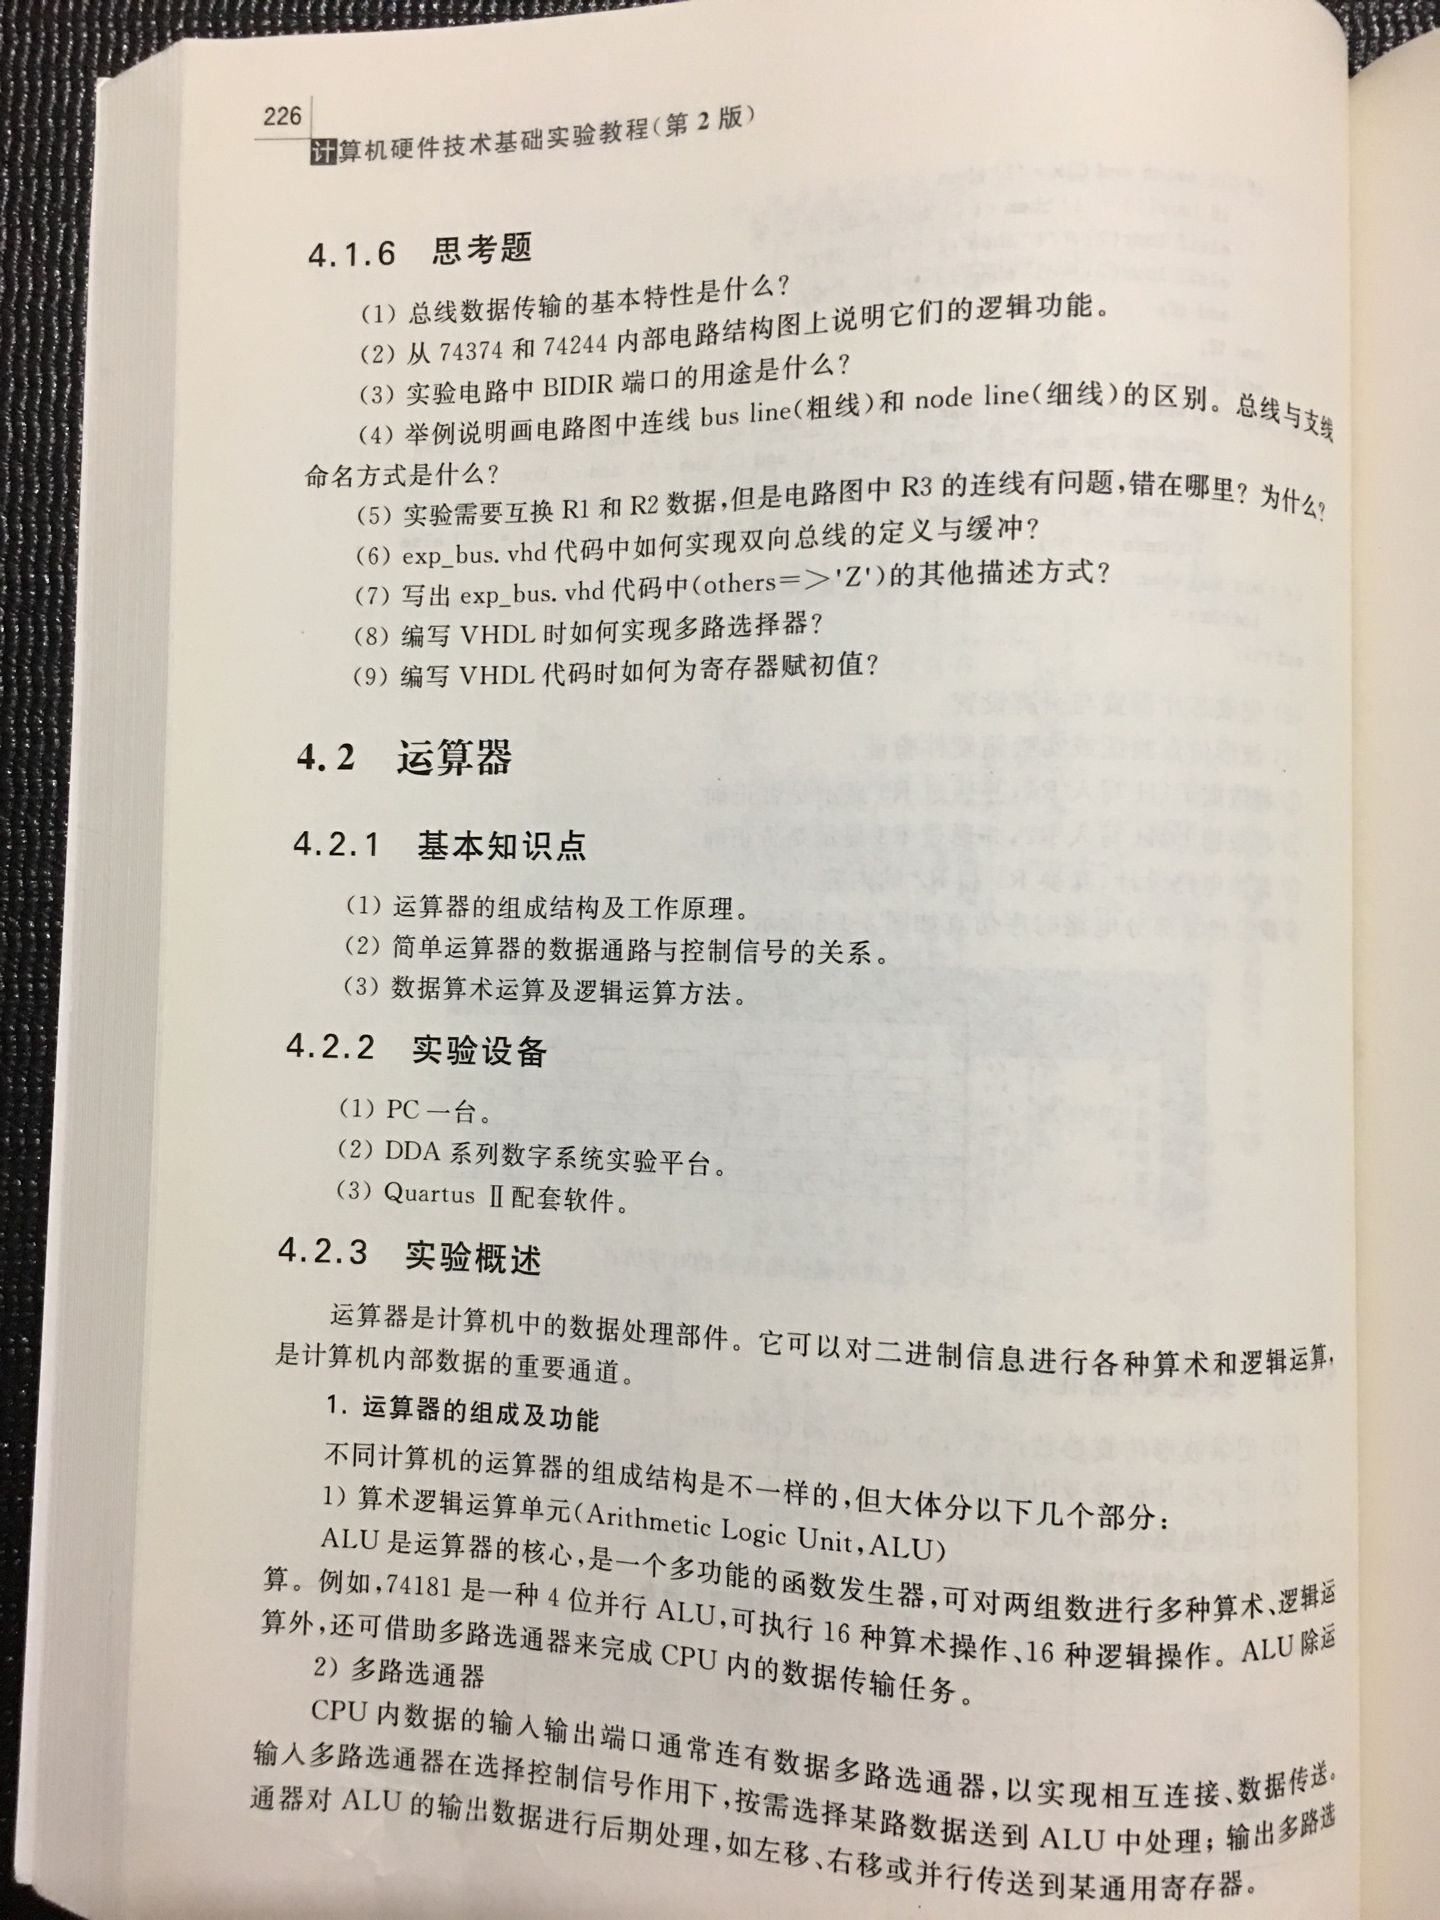 226
计算机硬件技术基础实验教程(第2版)
4.1.6 思考题
(1) 总线数据传输的基本特性是什么?
(2) 从74374和74244内部电路结构图上说明它们的逻辑功能。
(3) 实验电路中BIDIR端口的用途是什么?
(4) 举例说明画电路图中连线bus line(粗线)和node line(细线)的区别。总线与支线
命名方式是什么?
(5) 实验需要互换R1和R2数据,但是电路图中R3的连线有问题,错在哪里? 为什么?
(6) exp_bus.vhd代码中如何实现双向总线的定义与缓冲?
(7) 写出exp_bus.vhd代码中(others=>'Z')的其他描述方式?
(8) 编写VHDL时如何实现多路选择器?
(9) 编写VHDL代码时如何为寄存器赋初值?
4.2 运算器
4.2.1 基本知识点
(1) 运算器的组成结构及工作原理。
(2) 简单运算器的数据通路与控制信号的关系。
(3) 数据算术运算及逻辑运算方法。
4.2.2 实验设备
(1) PC一台。
(2) DDA系列数字系统实验平台。
(3) Quartus Ⅱ配套软件。
4.2.3 实验概述
运算器是计算机中的数据处理部件。它可以对二进制信息进行各种算术和逻辑运算,
是计算机内部数据的重要通道。
1. 运算器的组成及功能
不同计算机的运算器的组成结构是不一样的,但大体分以下几个部分:
1) 算术逻辑运算单元(Arithmetic Logic Unit,ALU)
ALU是运算器的核心,是一个多功能的函数发生器,可对两组数进行多种算术、逻辑运
算。例如,74181是一种4位并行ALU,可执行16种算术操作、16种逻辑操作。ALU除运
算外,还可借助多路选通器来完成CPU内的数据传输任务。
2) 多路选通器
CPU内数据的输入输出端口通常连有数据多路选通器,以实现相互连接、数据传送。
输入多路选通器在选择控制信号作用下,按需选择某路数据送到ALU中处理;输出多路选
通器对ALU的输出数据进行后期处理,如左移、右移或并行传送到某通用寄存器。